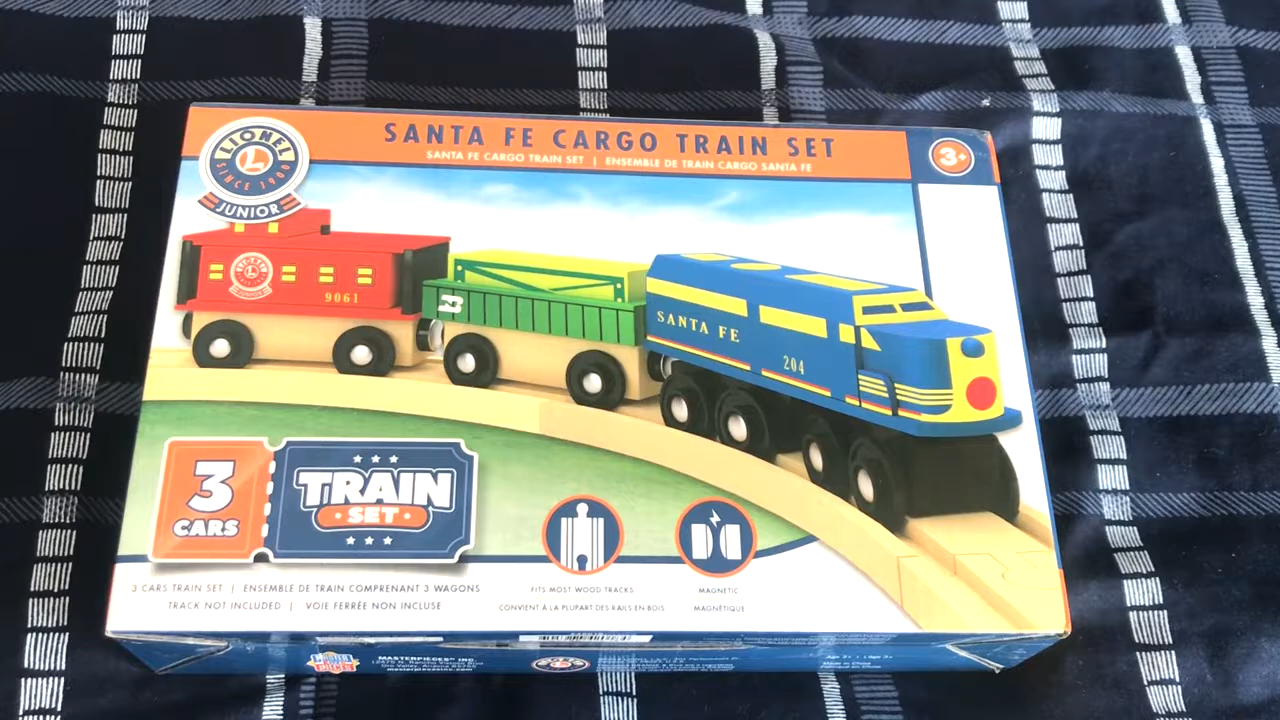 SANTA FE CARGO TRAIN SET
SANTA FE CARGO TRAIN SET | ENSEMBLE DE TRAIN CARGO SANTA FE
3+
LIONEL
L
SINCE 1900
JUNIOR
L
JUNIOR
9061
SANTA FE
204
3
CARS
TRAIN
SET
3 CARS TRAIN SET | ENSEMBLE DE TRAIN COMPRENANT 3 WAGONS
TRACK NOT INCLUDED | VOIE FERRÉE NON INCLUSE
FITS MOST WOOD TRACKS
CONVIENT À LA PLUPART DES RAILS EN BOIS
MAGNETIC
MAGNÉTIQUE
MASTERPIECES INC.